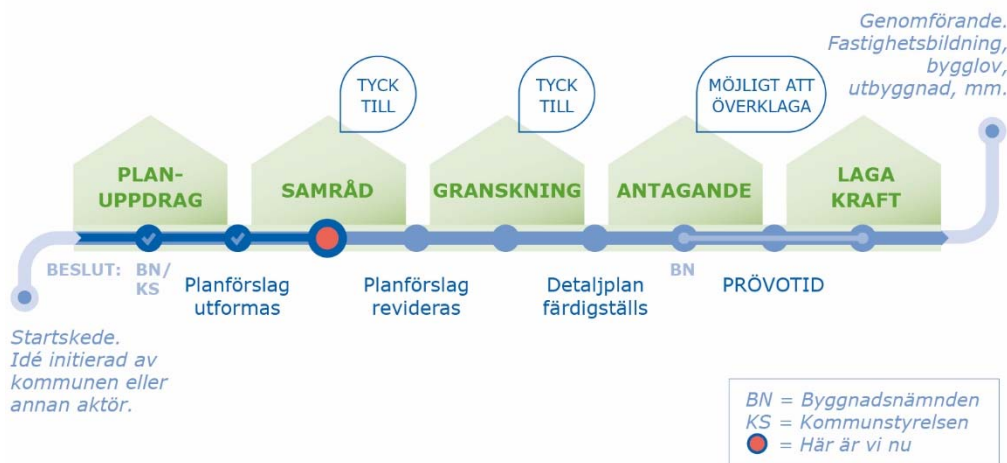 Genomförande.
Fastighetsbildning,
bygglov,
utbyggnad, mm.
TYCK
TILL
TYCK
TILL
MÖJLIGT ATT
ÖVERKLAGA
PLAN-
UPPDRAG
SAMRÅD
GRANSKNING
ANTAGANDE
LAGA
KRAFT
BESLUT:
BN/
KS
Planförslag
utformas
Planförslag
revideras
Detaljplan
färdigställs
BN
PRÖVOTID
Startskede.
Idé initierad av
kommunen eller
annan aktör.
BN = Byggnadsnämnden
KS = Kommunstyrelsen
= Här är vi nu